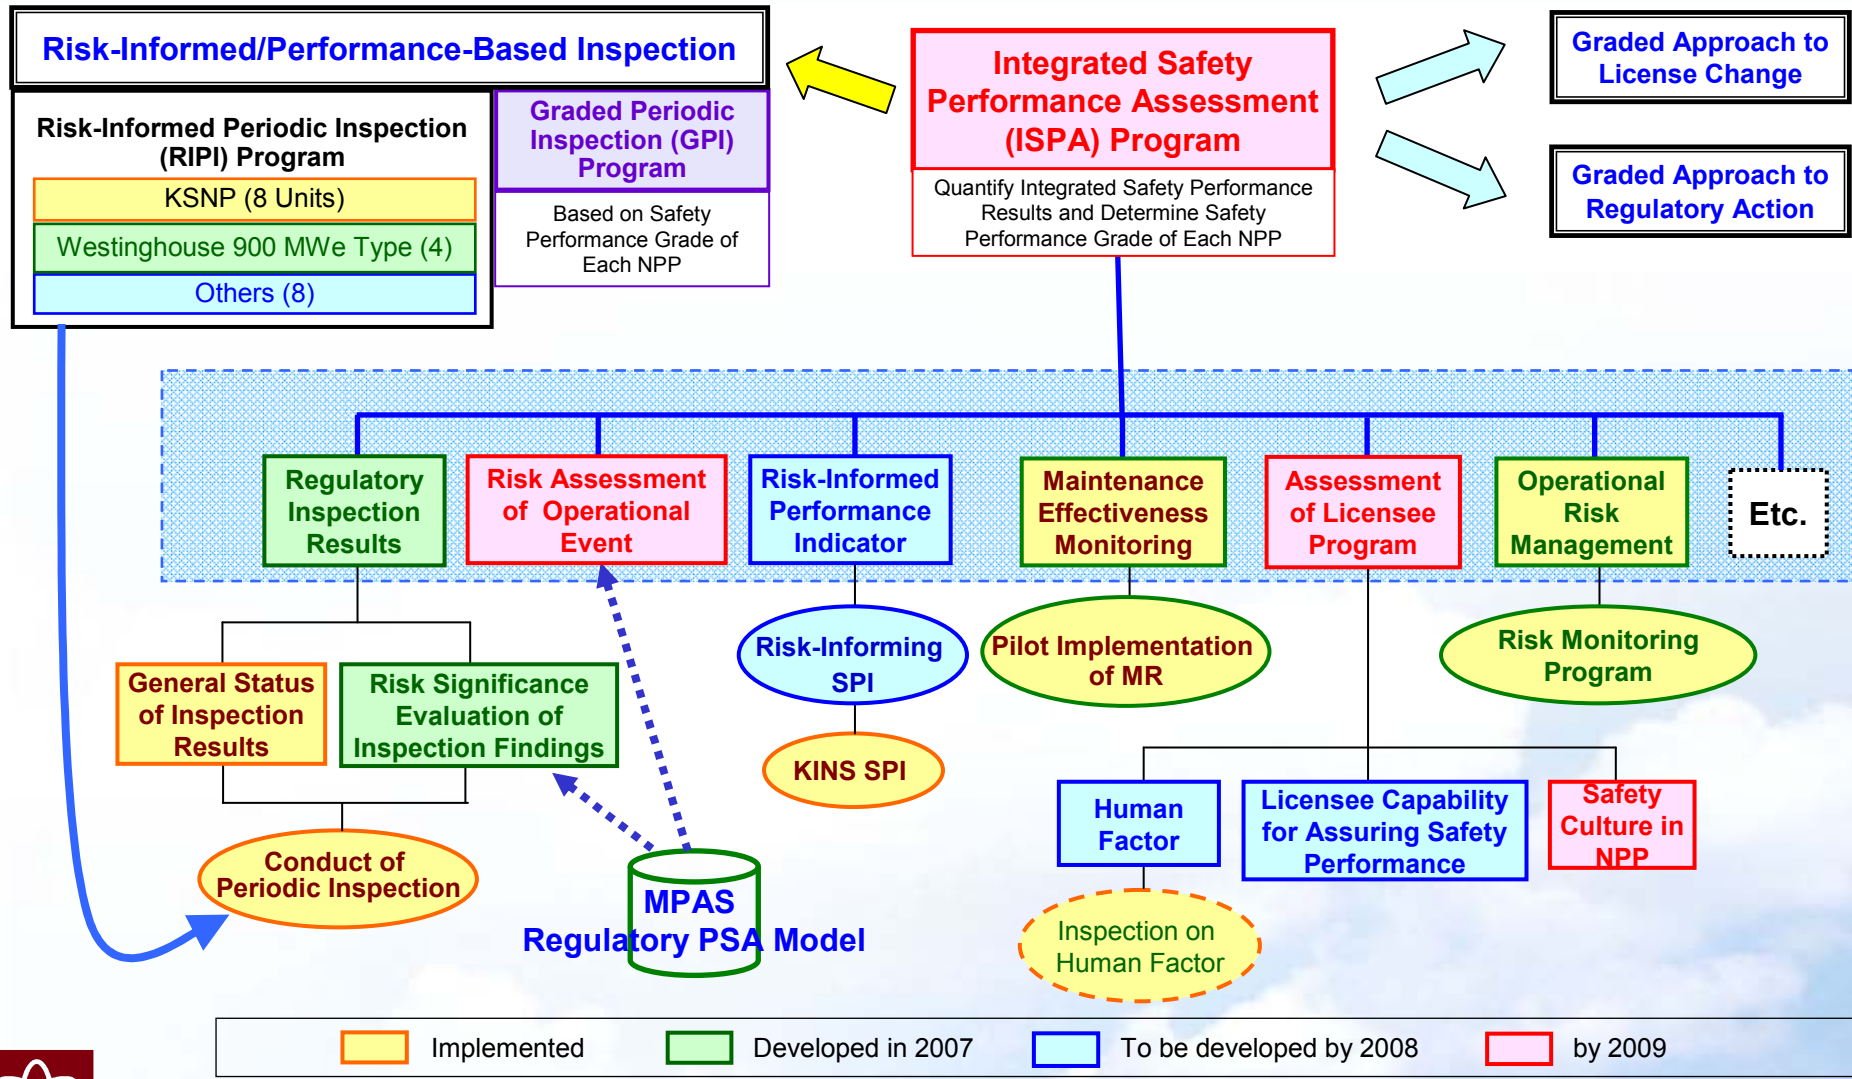 Risk-Informed/Performance-Based Inspection
Risk-Informed Periodic Inspection
(RIPI) Program
KSNP (8 Units)
Westinghouse 900 MWe Type (4)
Others (8)
Graded Periodic
Inspection (GPI)
Program
Based on Safety
Performance Grade of
Each NPP
Integrated Safety
Performance Assessment
(ISPA) Program
Quantify Integrated Safety Performance
Results and Determine Safety
Performance Grade of Each NPP
Graded Approach to
License Change
Graded Approach to
Regulatory Action
Regulatory
Inspection
Results
Risk Assessment
of Operational
Event
Risk-Informed
Performance
Indicator
Maintenance
Effectiveness
Monitoring
Assessment
of Licensee
Program
Operational
Risk
Management
Etc.
General Status
of Inspection
Results
Risk Significance
Evaluation of
Inspection Findings
Conduct of
Periodic Inspection
MPAS
Regulatory PSA Model
Risk-Informing
SPI
KINS SPI
Pilot Implementation
of MR
Risk Monitoring
Program
Human
Factor
Inspection on
Human Factor
Licensee Capability
for Assuring Safety
Performance
Safety
Culture in
NPP
Implemented
Developed in 2007
To be developed by 2008
by 2009